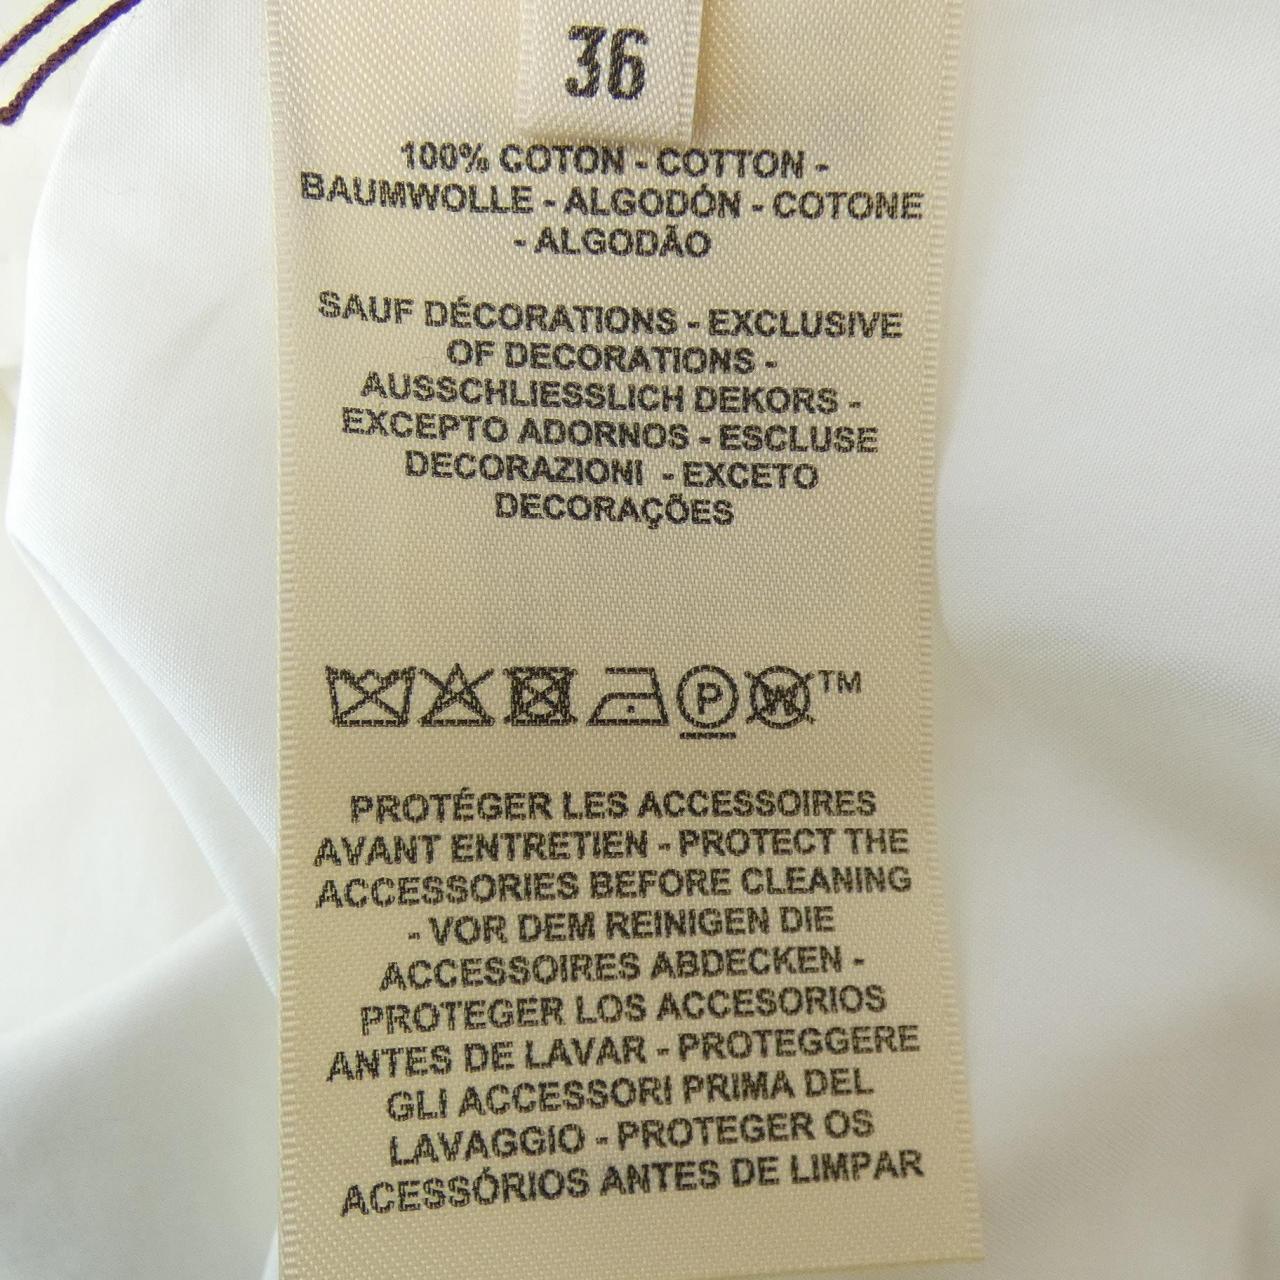 36
100% COTON - COTTON -
BAUMWOLLE - ALGODÓN - COTONE
- ALGODÃO
SAUF DÉCORATIONS - EXCLUSIVE
OF DECORATIONS -
AUSSCHLIESSLICH DEKORS -
EXCEPTO ADORNOS - ESCLUSE
DECORAZIONI - EXCETO
DECORAÇÕES
P W TM
PROTÉGER LES ACCESSOIRES
AVANT ENTRETIEN - PROTECT THE
ACCESSORIES BEFORE CLEANING
- VOR DEM REINIGEN DIE
ACCESSOIRES ABDECKEN -
PROTEGER LOS ACCESORIOS
ANTES DE LAVAR - PROTEGGERE
GLI ACCESSORI PRIMA DEL
LAVAGGIO - PROTEGER OS
ACESSÓRIOS ANTES DE LIMPAR